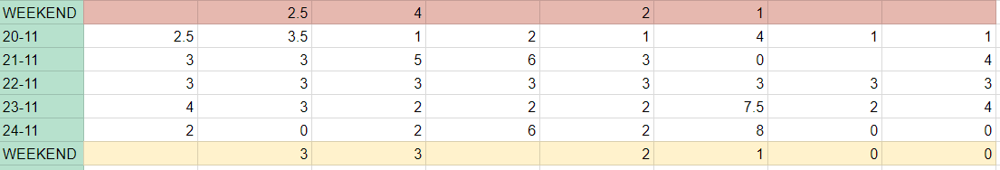 WEEKEND 2.5 4 2 1
20-11 2.5 3.5 1 2 1 4 1 1
21-11 3 3 5 6 3 0 4
22-11 3 3 3 3 3 3 3 3
23-11 4 3 2 2 2 7.5 2 4
24-11 2 0 2 6 2 8 0 0
WEEKEND 3 3 2 1 0 0